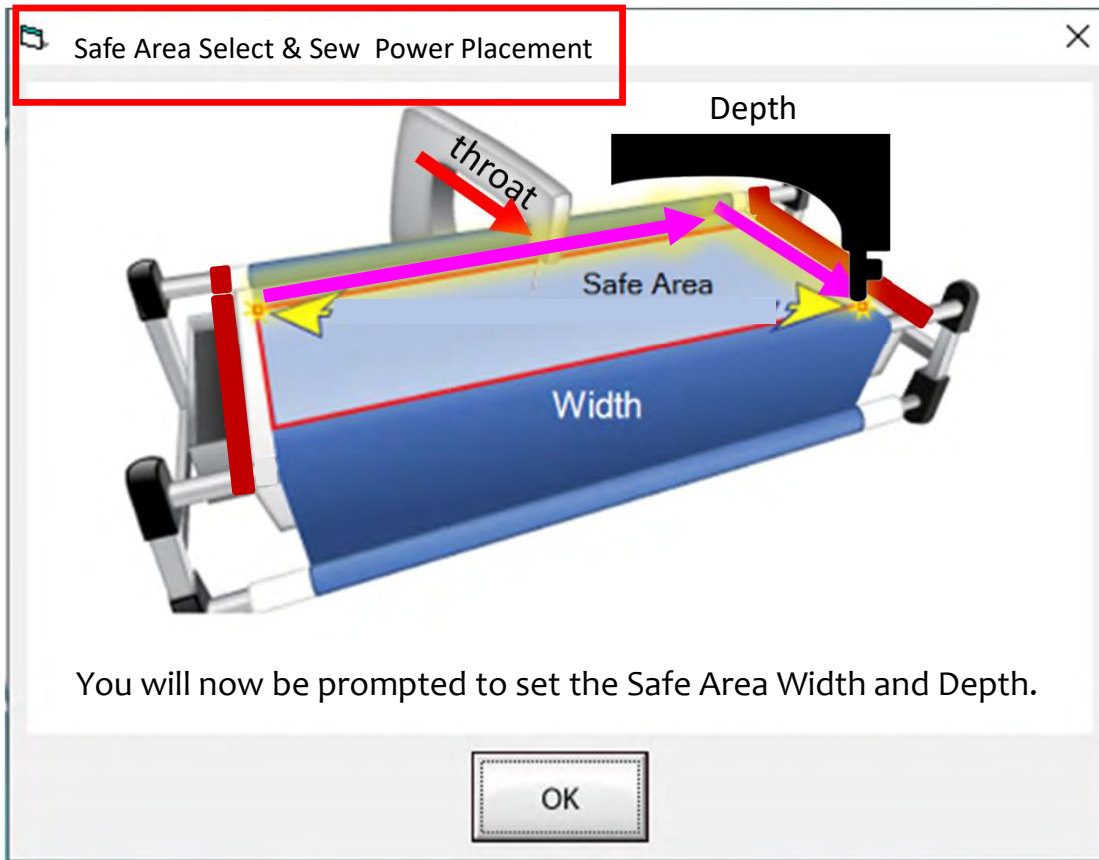 Safe Area Select & Sew Power Placement
Depth
throat
Safe Area
Width
You will now be prompted to set the Safe Area Width and Depth.
OK